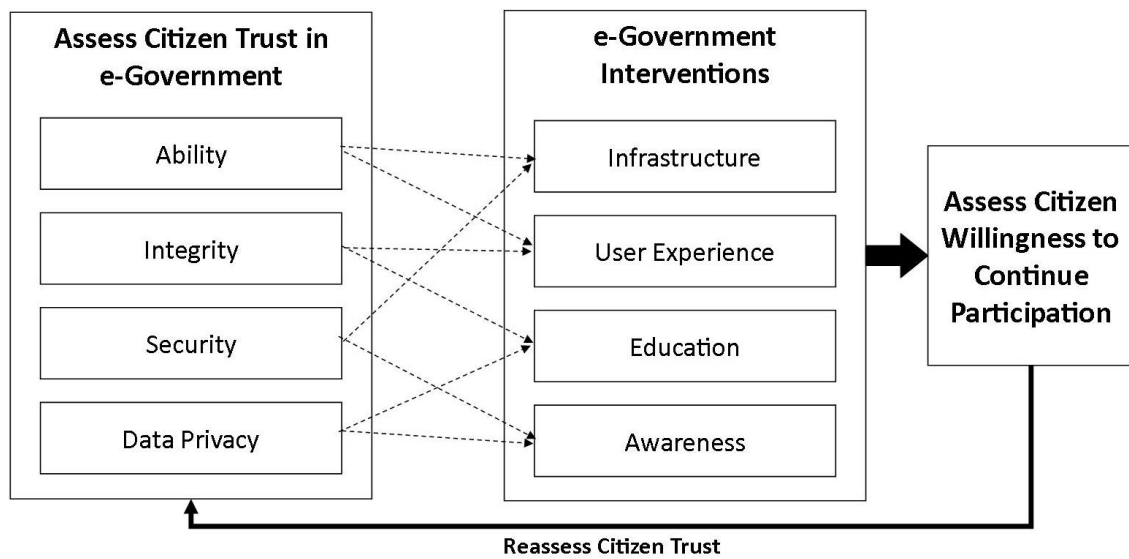 Assess Citizen Trust in
e-Government
Ability
Integrity
Security
Data Privacy
e-Government
Interventions
Infrastructure
User Experience
Education
Awareness
Assess Citizen
Willingness to
Continue
Participation
Reassess Citizen Trust